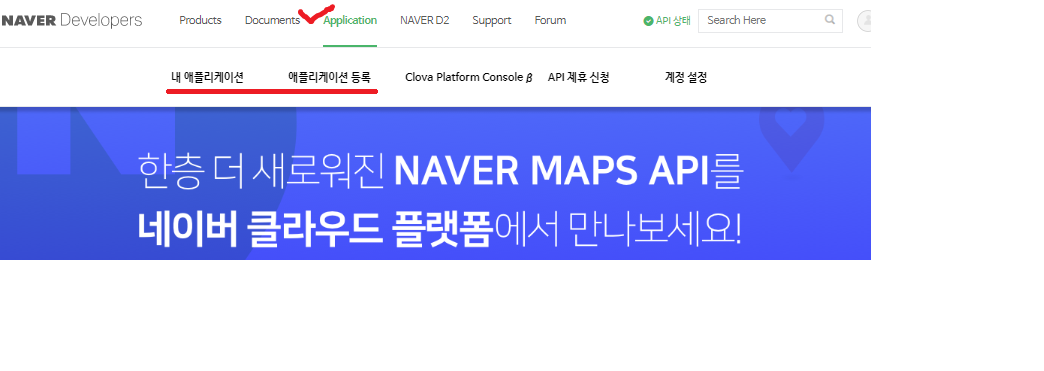 NAVER Developers Products Documents Application NAVER D2 Support Forum API 상태 Search Here
내 애플리케이션 애플리케이션 등록 Clova Platform Console β API 제휴 신청 계정 설정
한층 더 새로워진 NAVER MAPS API를
네이버 클라우드 플랫폼에서 만나보세요!